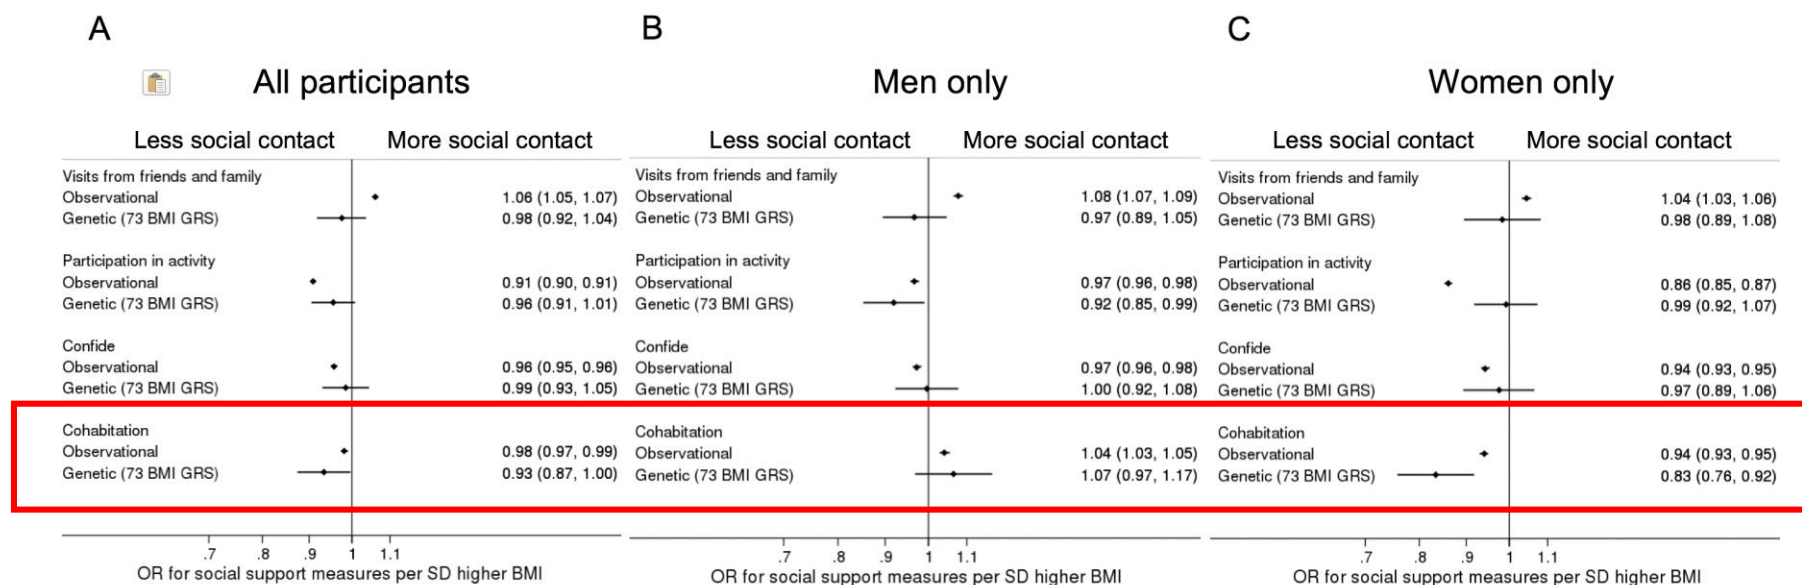 A
All participants
Less social contact More social contact
Visits from friends and family
Observational 1.06 (1.05, 1.07)
Genetic (73 BMI GRS) 0.98 (0.92, 1.04)
Participation in activity
Observational 0.91 (0.90, 0.91)
Genetic (73 BMI GRS) 0.96 (0.91, 1.01)
Confide
Observational 0.96 (0.95, 0.96)
Genetic (73 BMI GRS) 0.99 (0.93, 1.05)
Cohabitation
Observational 0.98 (0.97, 0.99)
Genetic (73 BMI GRS) 0.93 (0.87, 1.00)
.7 .8 .9 1 1.1
OR for social support measures per SD higher BMI
B
Men only
Less social contact More social contact
Visits from friends and family
Observational 1.08 (1.07, 1.09)
Genetic (73 BMI GRS) 0.97 (0.89, 1.05)
Participation in activity
Observational 0.97 (0.96, 0.98)
Genetic (73 BMI GRS) 0.92 (0.85, 0.99)
Confide
Observational 0.97 (0.96, 0.98)
Genetic (73 BMI GRS) 1.00 (0.92, 1.08)
Cohabitation
Observational 1.04 (1.03, 1.05)
Genetic (73 BMI GRS) 1.07 (0.97, 1.17)
.7 .8 .9 1 1.1
OR for social support measures per SD higher BMI
C
Women only
Less social contact More social contact
Visits from friends and family
Observational 1.04 (1.03, 1.06)
Genetic (73 BMI GRS) 0.98 (0.89, 1.08)
Participation in activity
Observational 0.86 (0.85, 0.87)
Genetic (73 BMI GRS) 0.99 (0.92, 1.07)
Confide
Observational 0.94 (0.93, 0.95)
Genetic (73 BMI GRS) 0.97 (0.89, 1.06)
Cohabitation
Observational 0.94 (0.93, 0.95)
Genetic (73 BMI GRS) 0.83 (0.76, 0.92)
.7 .8 .9 1 1.1
OR for social support measures per SD higher BMI